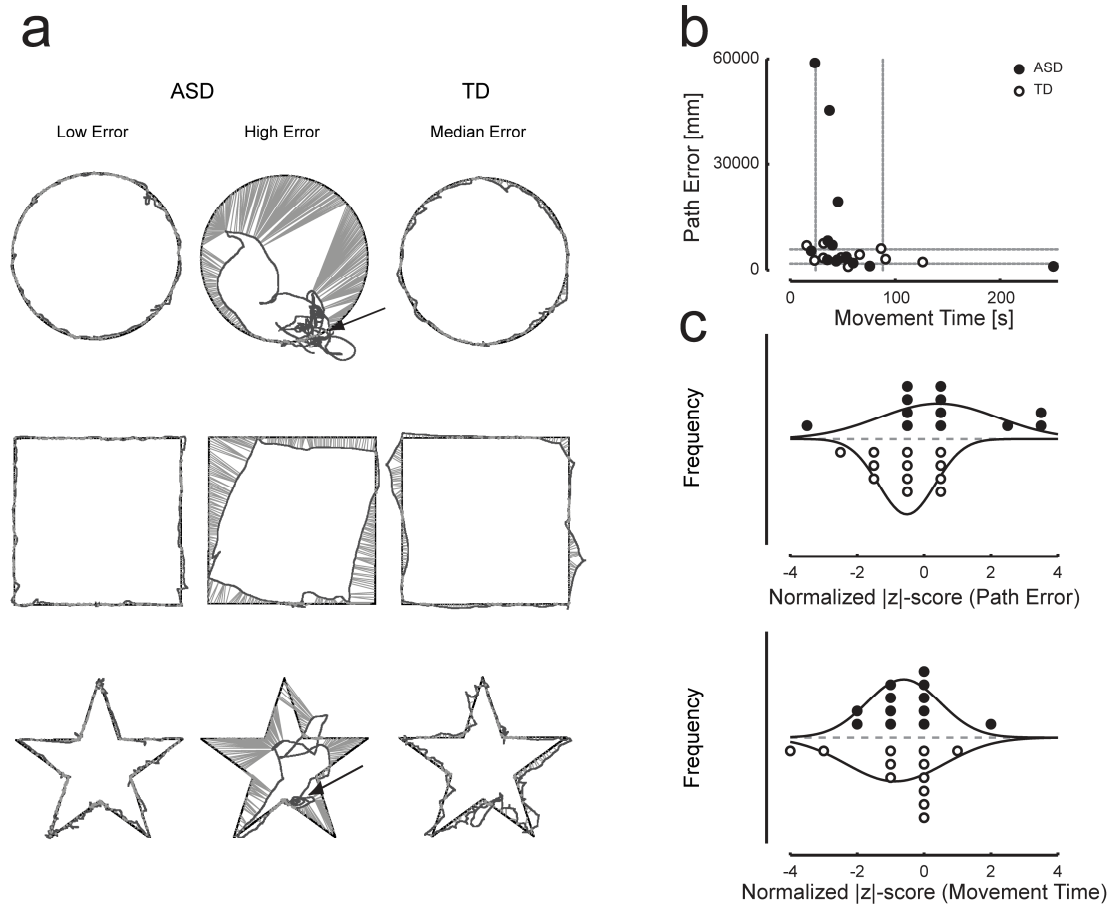 a
ASD
TD
Low Error
High Error
Median Error
b
60000
30000
0
Path Error [mm]
ASD
TD
0
100
200
Movement Time [s]
c
Frequency
-4
-2
0
2
4
Normalized |z|-score (Path Error)
Frequency
-4
-2
0
2
4
Normalized |z|-score (Movement Time)